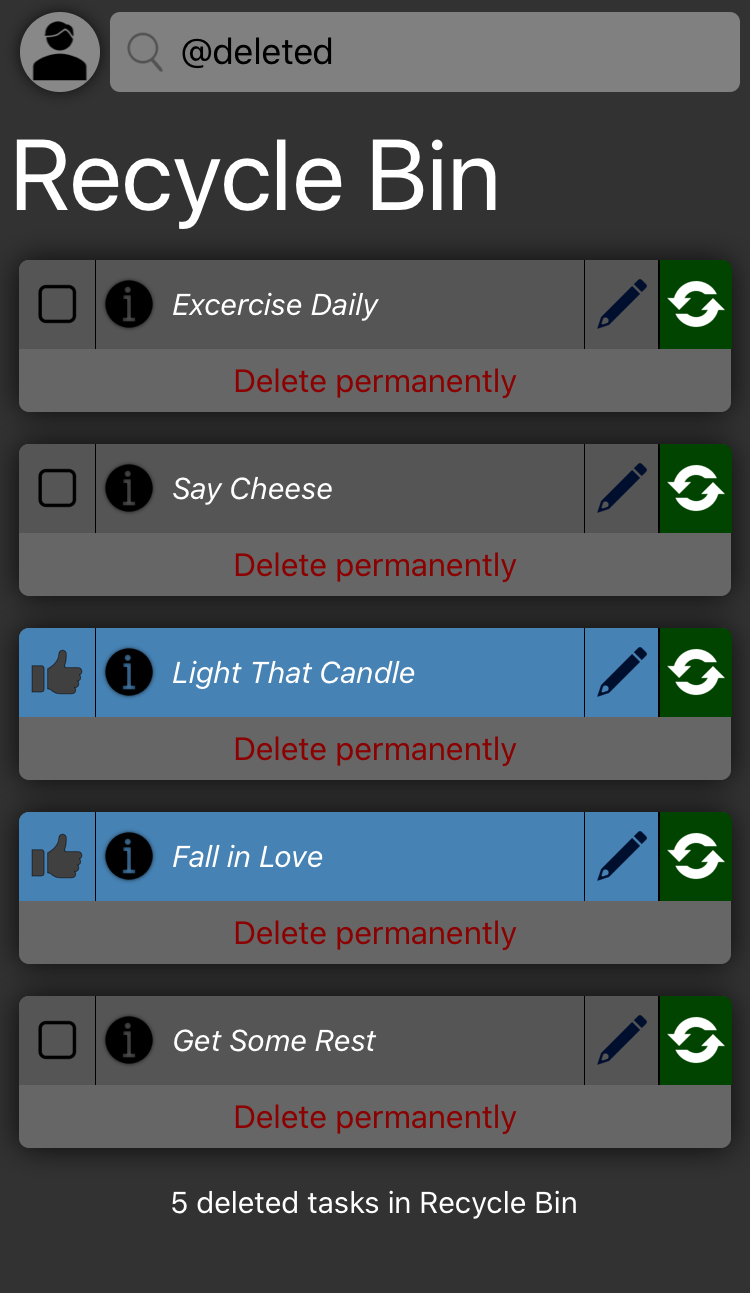 @deleted
Recycle Bin
Excercise Daily
Delete permanently
Say Cheese
Delete permanently
Light That Candle
Delete permanently
Fall in Love
Delete permanently
Get Some Rest
Delete permanently
5 deleted tasks in Recycle Bin